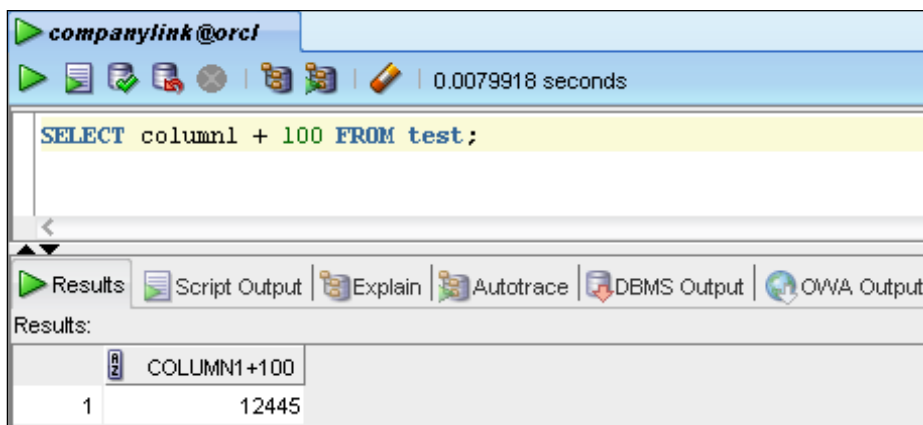 companylink@orcl
0.0079918 seconds
SELECT column1 + 100 FROM test;
Results Script Output Explain Autotrace DBMS Output OWA Output
Results:
COLUMN1+100
1 12445